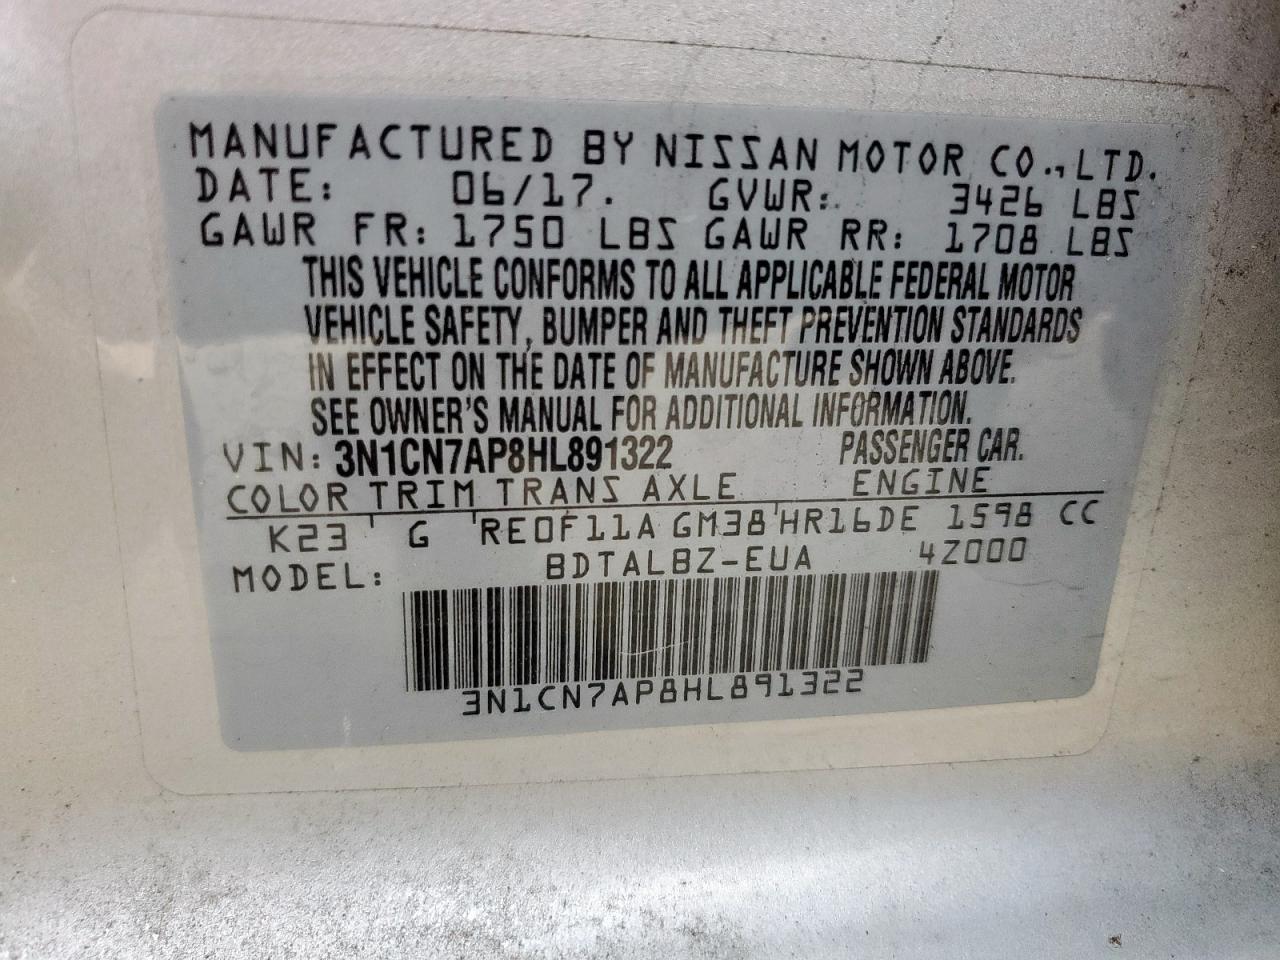 MANUFACTURED BY NISSAN MOTOR CO., LTD.
DATE: 06/17. GVWR: 3426 LBS
GAWR FR: 1750 LBS GAWR RR: 1708 LBS
THIS VEHICLE CONFORMS TO ALL APPLICABLE FEDERAL MOTOR
VEHICLE SAFETY, BUMPER AND THEFT PREVENTION STANDARDS
IN EFFECT ON THE DATE OF MANUFACTURE SHOWN ABOVE.
SEE OWNER'S MANUAL FOR ADDITIONAL INFORMATION.
VIN: 3N1CN7AP8HL891322 PASSENGER CAR.
COLOR TRIM TRANS AXLE ENGINE
K23 G RE0F11A GM38 HR16DE 1598 CC
MODEL: BDTALBZ-EUA 4Z000
3N1CN7AP8HL891322